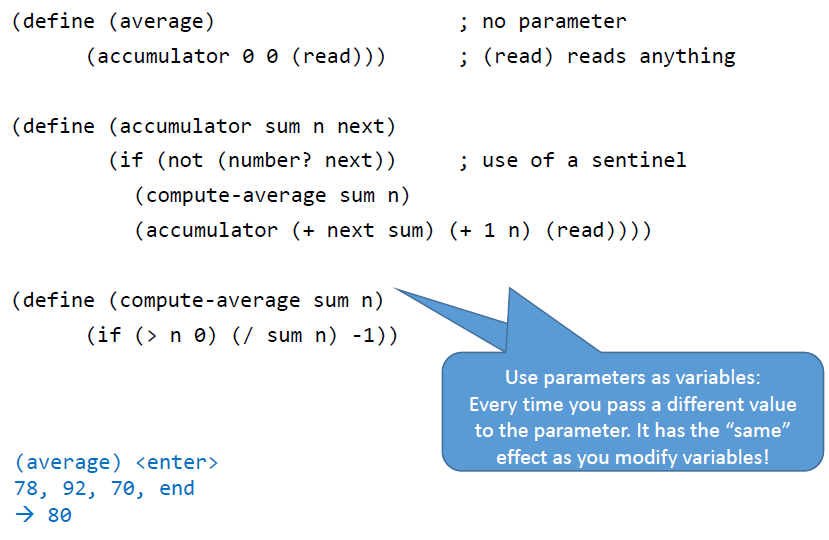 (define (average) ; no parameter
(accumulator 0 0 (read))) ; (read) reads anything
(define (accumulator sum n next)
(if (not (number? next)) ; use of a sentinel
(compute-average sum n)
(accumulator (+ next sum) (+ 1 n) (read))))
(define (compute-average sum n)
(if (> n 0) (/ sum n) -1))
Use parameters as variables:
Every time you pass a different value
to the parameter. It has the “same”
effect as you modify variables!
(average) <enter>
78, 92, 70, end
→ 80